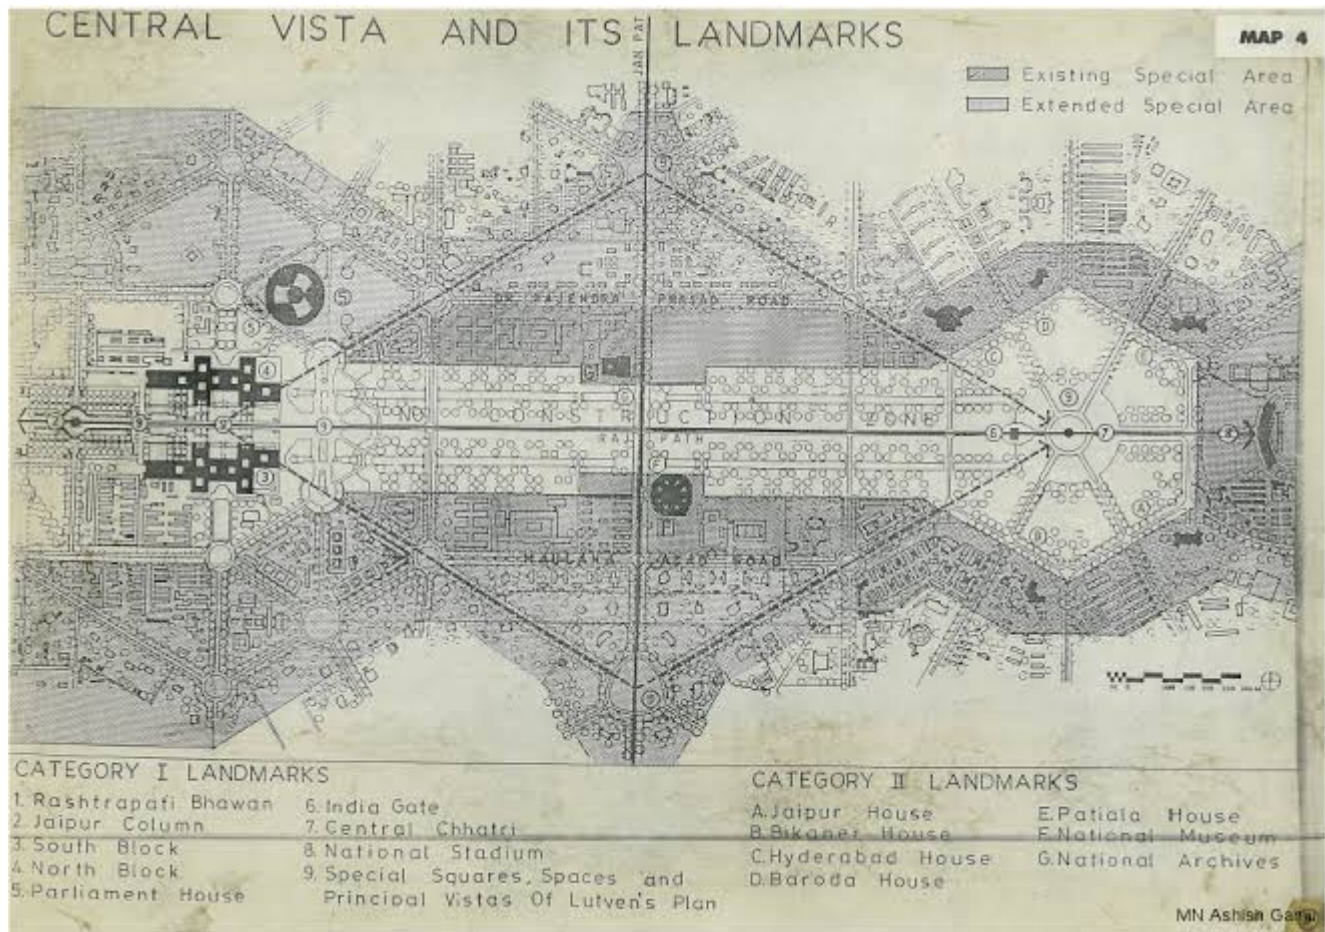 CENTRAL VISTA AND ITS LANDMARKS
JAN PAT
MAP 4
Existing Special Area
Extended Special Area
DR RAJENDRA PRASAD ROAD
NO CONSTRUCTION ZONE
RAJ PATH
MAULANA AZAD ROAD
CATEGORY I LANDMARKS
1. Rashtrapati Bhawan
2 Jaipur Column
3. South Block
4. North Block
5. Parliament House
6. India Gate
7. Central Chhatri
8. National Stadium
9. Special Squares, Spaces and
Principal Vistas Of Lutven's Plan
CATEGORY II LANDMARKS
A. Jaipur House
B. Bikaner House
C. Hyderabad House
D. Baroda House
E. Patiala House
F. National Museum
G. National Archives
MN Ashish Ganju